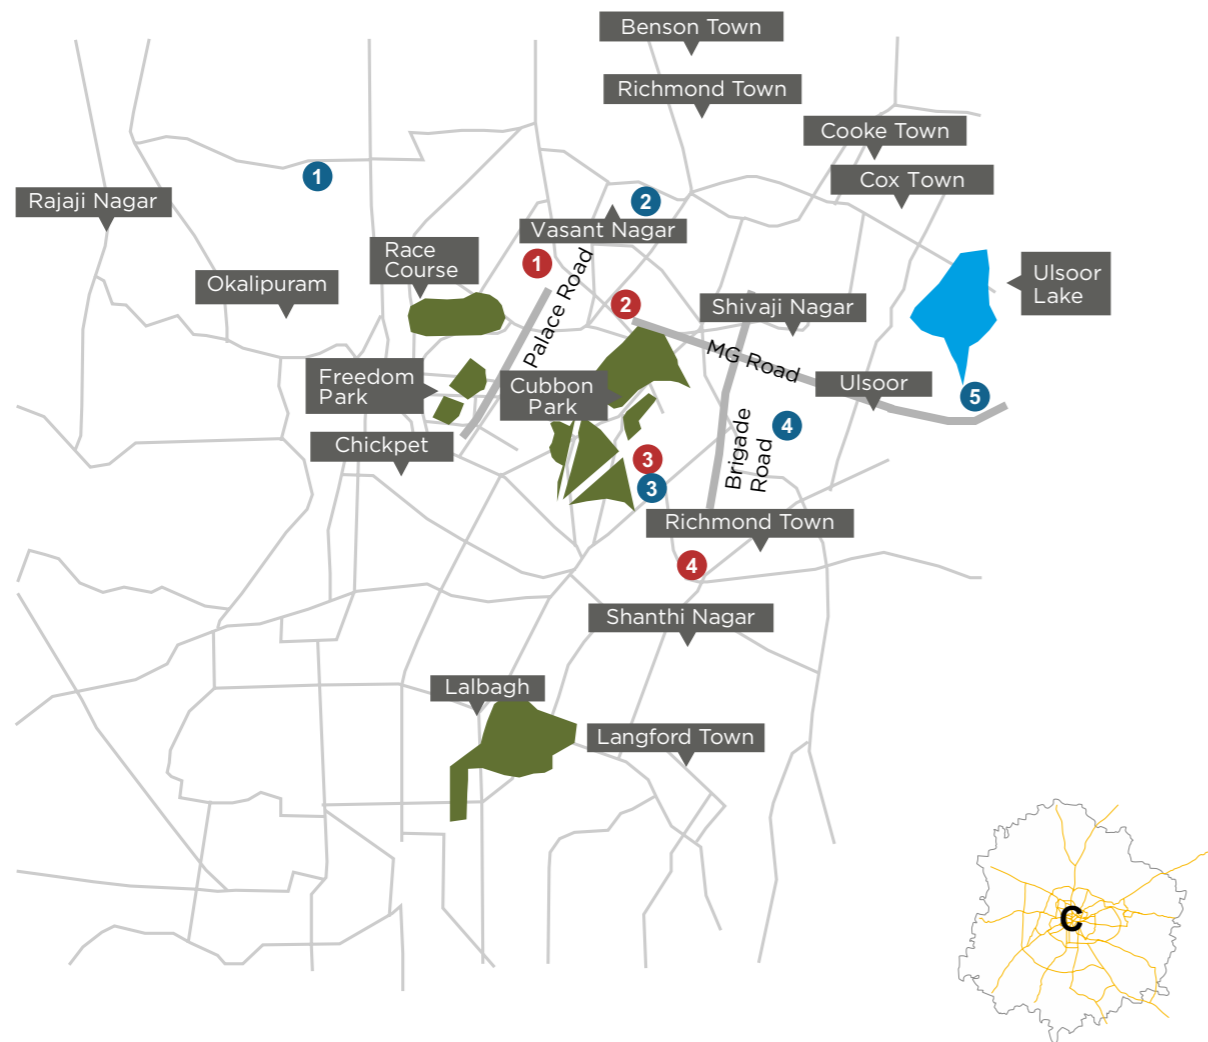 Benson Town
Richmond Town
Cooke Town
Cox Town
1
Rajaji Nagar
2
Vasant Nagar
Race
Course
1
Palace Road
Okalipuram
Ulsoor
Lake
2
Shivaji Nagar
MG Road
Freedom
Park
Cubbon
Park
Ulsoor
5
Chickpet
4
Brigade
Road
3
3
Richmond Town
4
Shanthi Nagar
Lalbagh
Langford Town
C